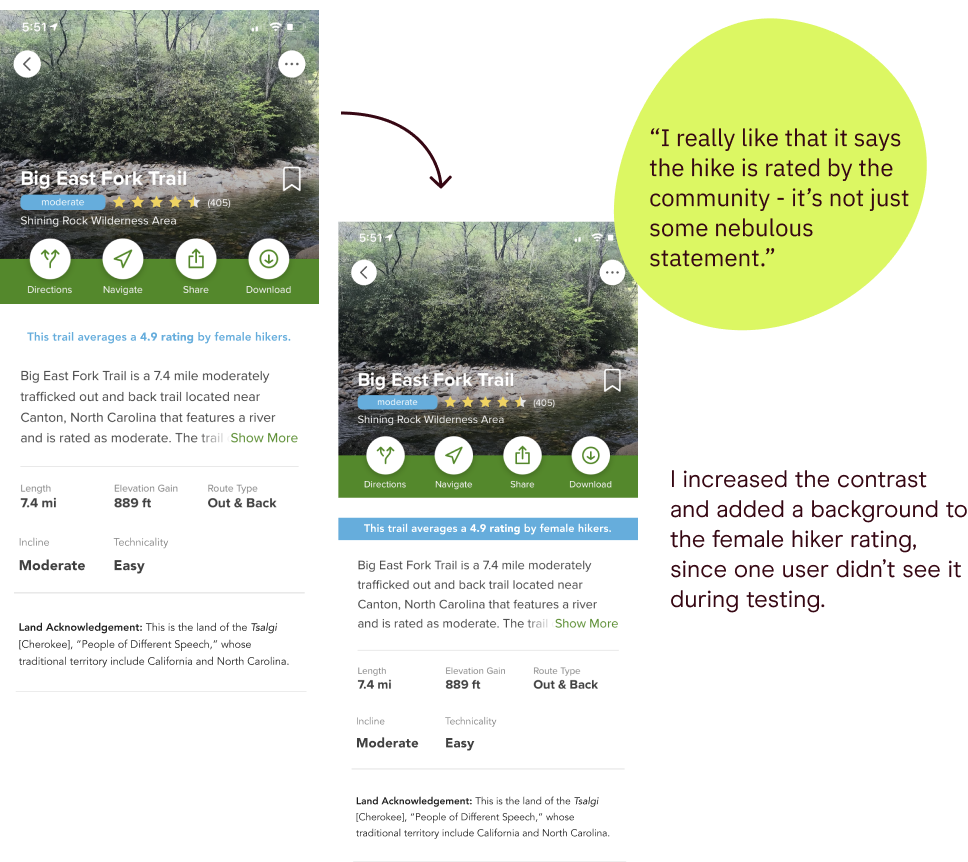 5:51
Big East Fork Trail
moderate (405)
Shining Rock Wilderness Area
Directions Navigate Share Download
This trail averages a 4.9 rating by female hikers.
Big East Fork Trail is a 7.4 mile moderately
trafficked out and back trail located near
Canton, North Carolina that features a river
and is rated as moderate. The trail Show More
Length Elevation Gain Route Type
7.4 mi 889 ft Out & Back
Incline Technicality
Moderate Easy
Land Acknowledgement: This is the land of the Tsalgi
[Cherokee], “People of Different Speech,” whose
traditional territory include California and North Carolina.
5:51
Big East Fork Trail
moderate (405)
Shining Rock Wilderness Area
Directions Navigate Share Download
This trail averages a 4.9 rating by female hikers.
Big East Fork Trail is a 7.4 mile moderately
trafficked out and back trail located near
Canton, North Carolina that features a river
and is rated as moderate. The trail Show More
Length Elevation Gain Route Type
7.4 mi 889 ft Out & Back
Incline Technicality
Moderate Easy
Land Acknowledgement: This is the land of the Tsalgi
[Cherokee], “People of Different Speech,” whose
traditional territory include California and North Carolina.
“I really like that it says
the hike is rated by the
community - it’s not just
some nebulous
statement.”
I increased the contrast
and added a background to
the female hiker rating,
since one user didn’t see it
during testing.